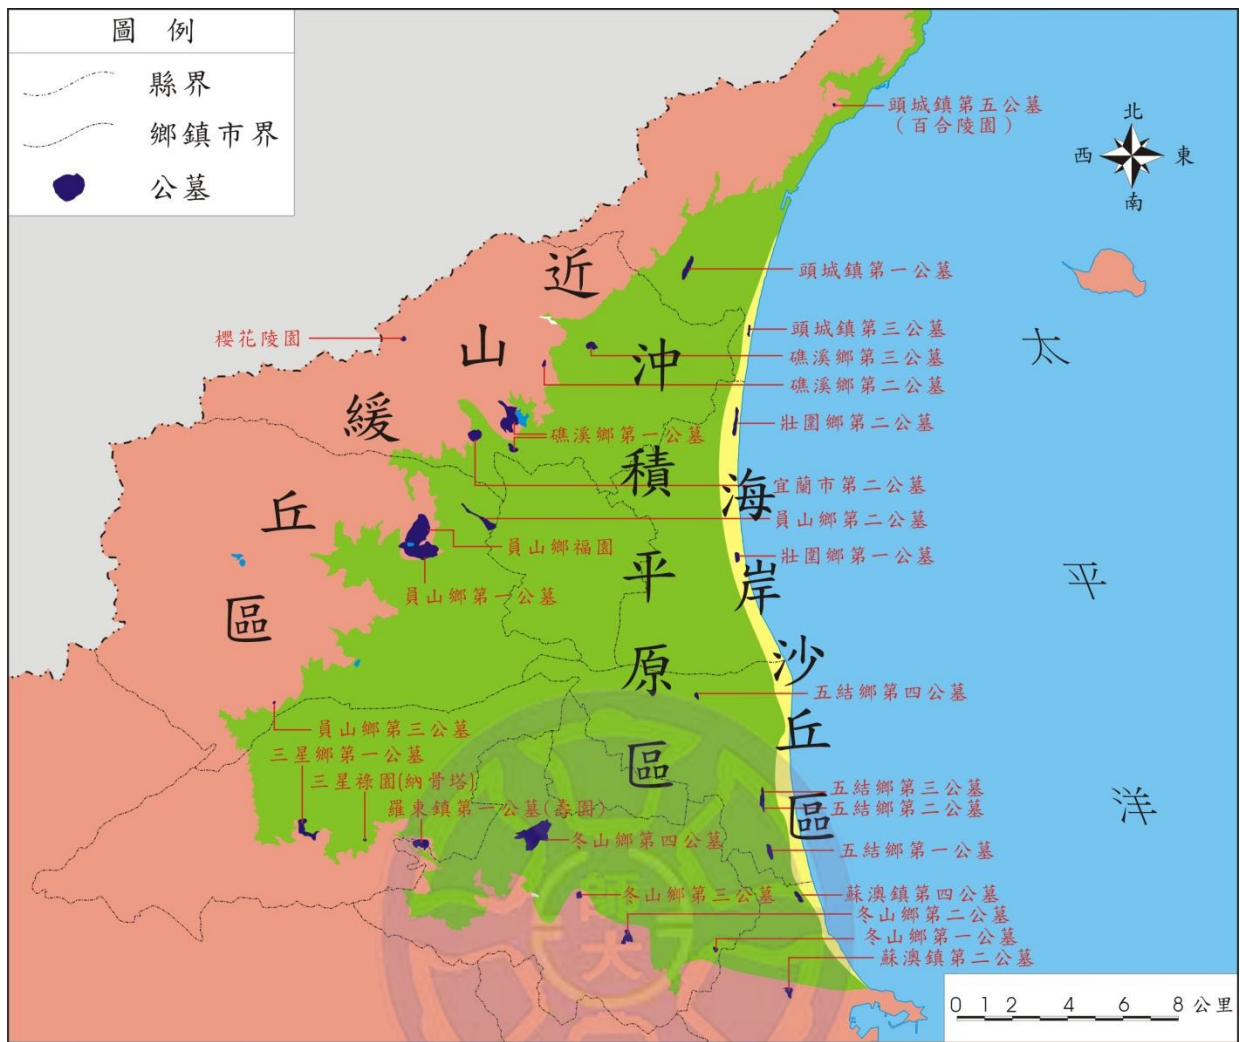 圖 例
縣界
鄉鎮市界
公墓
頭城鎮第五公墓
(百合陵園)
北
西
東
南
近山緩丘區
沖積平原區
海岸沙丘區
太平洋
頭城鎮第一公墓
頭城鎮第三公墓
櫻花陵園
礁溪鄉第三公墓
礁溪鄉第二公墓
壯圍鄉第二公墓
礁溪鄉第一公墓
宜蘭市第二公墓
員山鄉第二公墓
員山鄉福園
壯圍鄉第一公墓
員山鄉第一公墓
五結鄉第四公墓
員山鄉第三公墓
三星鄉第一公墓
三星祿園(納骨塔)
羅東鎮第一公墓(壽園)
五結鄉第三公墓
五結鄉第二公墓
冬山鄉第四公墓
五結鄉第一公墓
冬山鄉第三公墓
蘇澳鎮第四公墓
冬山鄉第二公墓
冬山鄉第一公墓
蘇澳鎮第二公墓
師大
0 1 2 4 6 8 公里